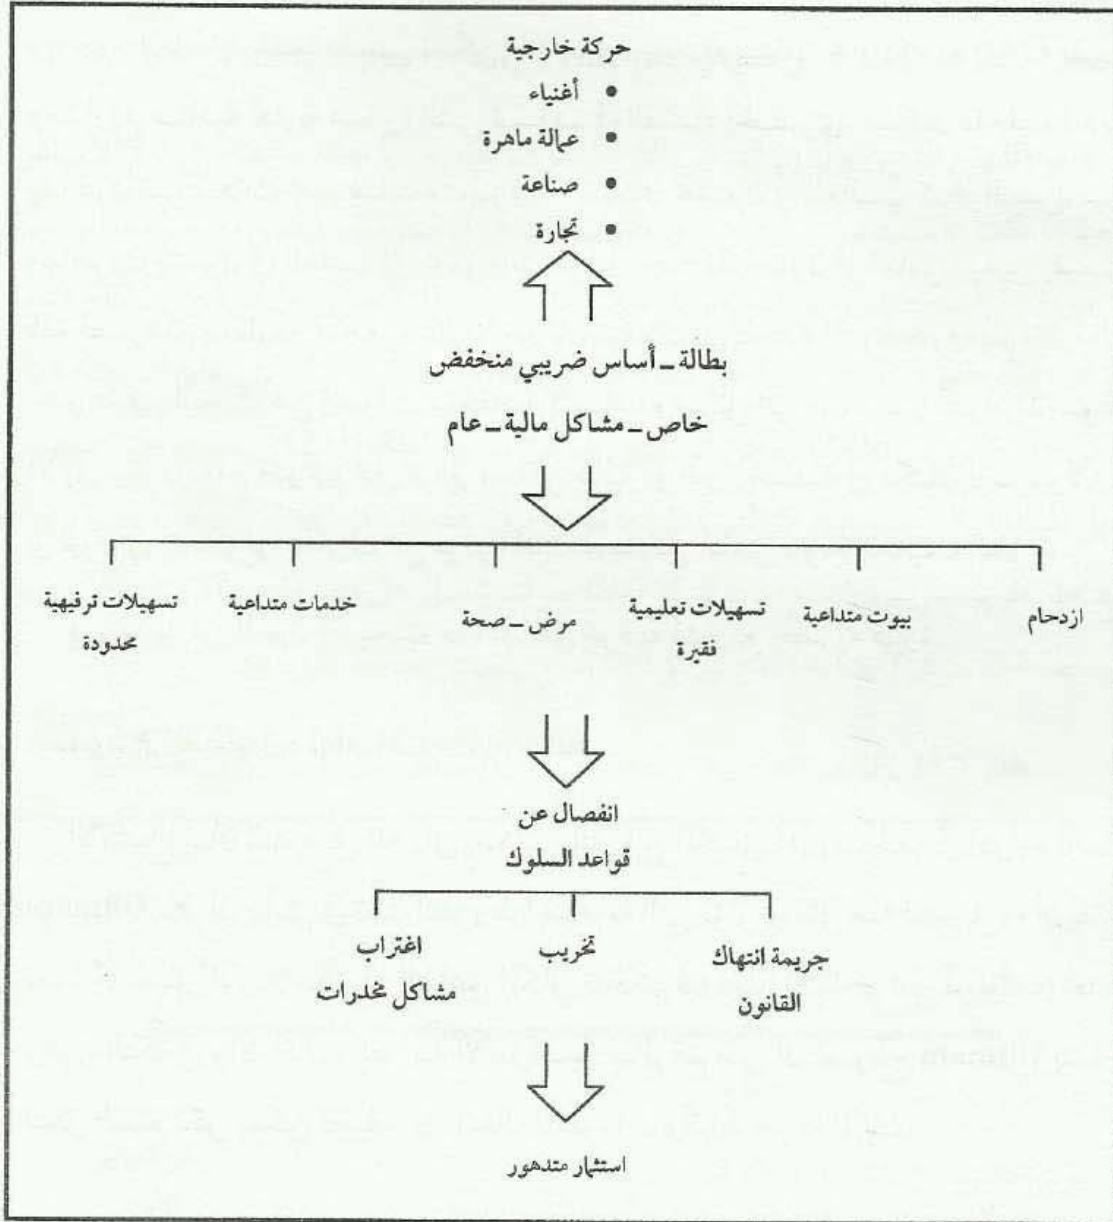 حركة خارجية
• أغنياء
• عمالة ماهرة
• صناعة
• تجارة
بطالة ـ أساس ضريبي منخفض
خاص ـ مشاكل مالية ـ عام
ازدحام
بيوت متداعية
تسهيلات تعليمية
فقيرة
مرض ـ صحة
خدمات متداعية
تسهيلات ترفيهية
محدودة
انفصال عن
قواعد السلوك
جريمة انتهاك
القانون
تخريب
اغتراب
مشاكل مخدرات
استثمار متدهور